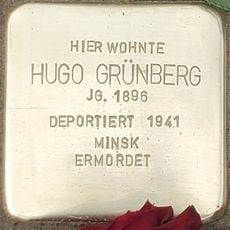 HIER WOHNTE
HUGO GRÜNBERG
JG. 1896
DEPORTIERT 1941
MINSK
ERMORDET